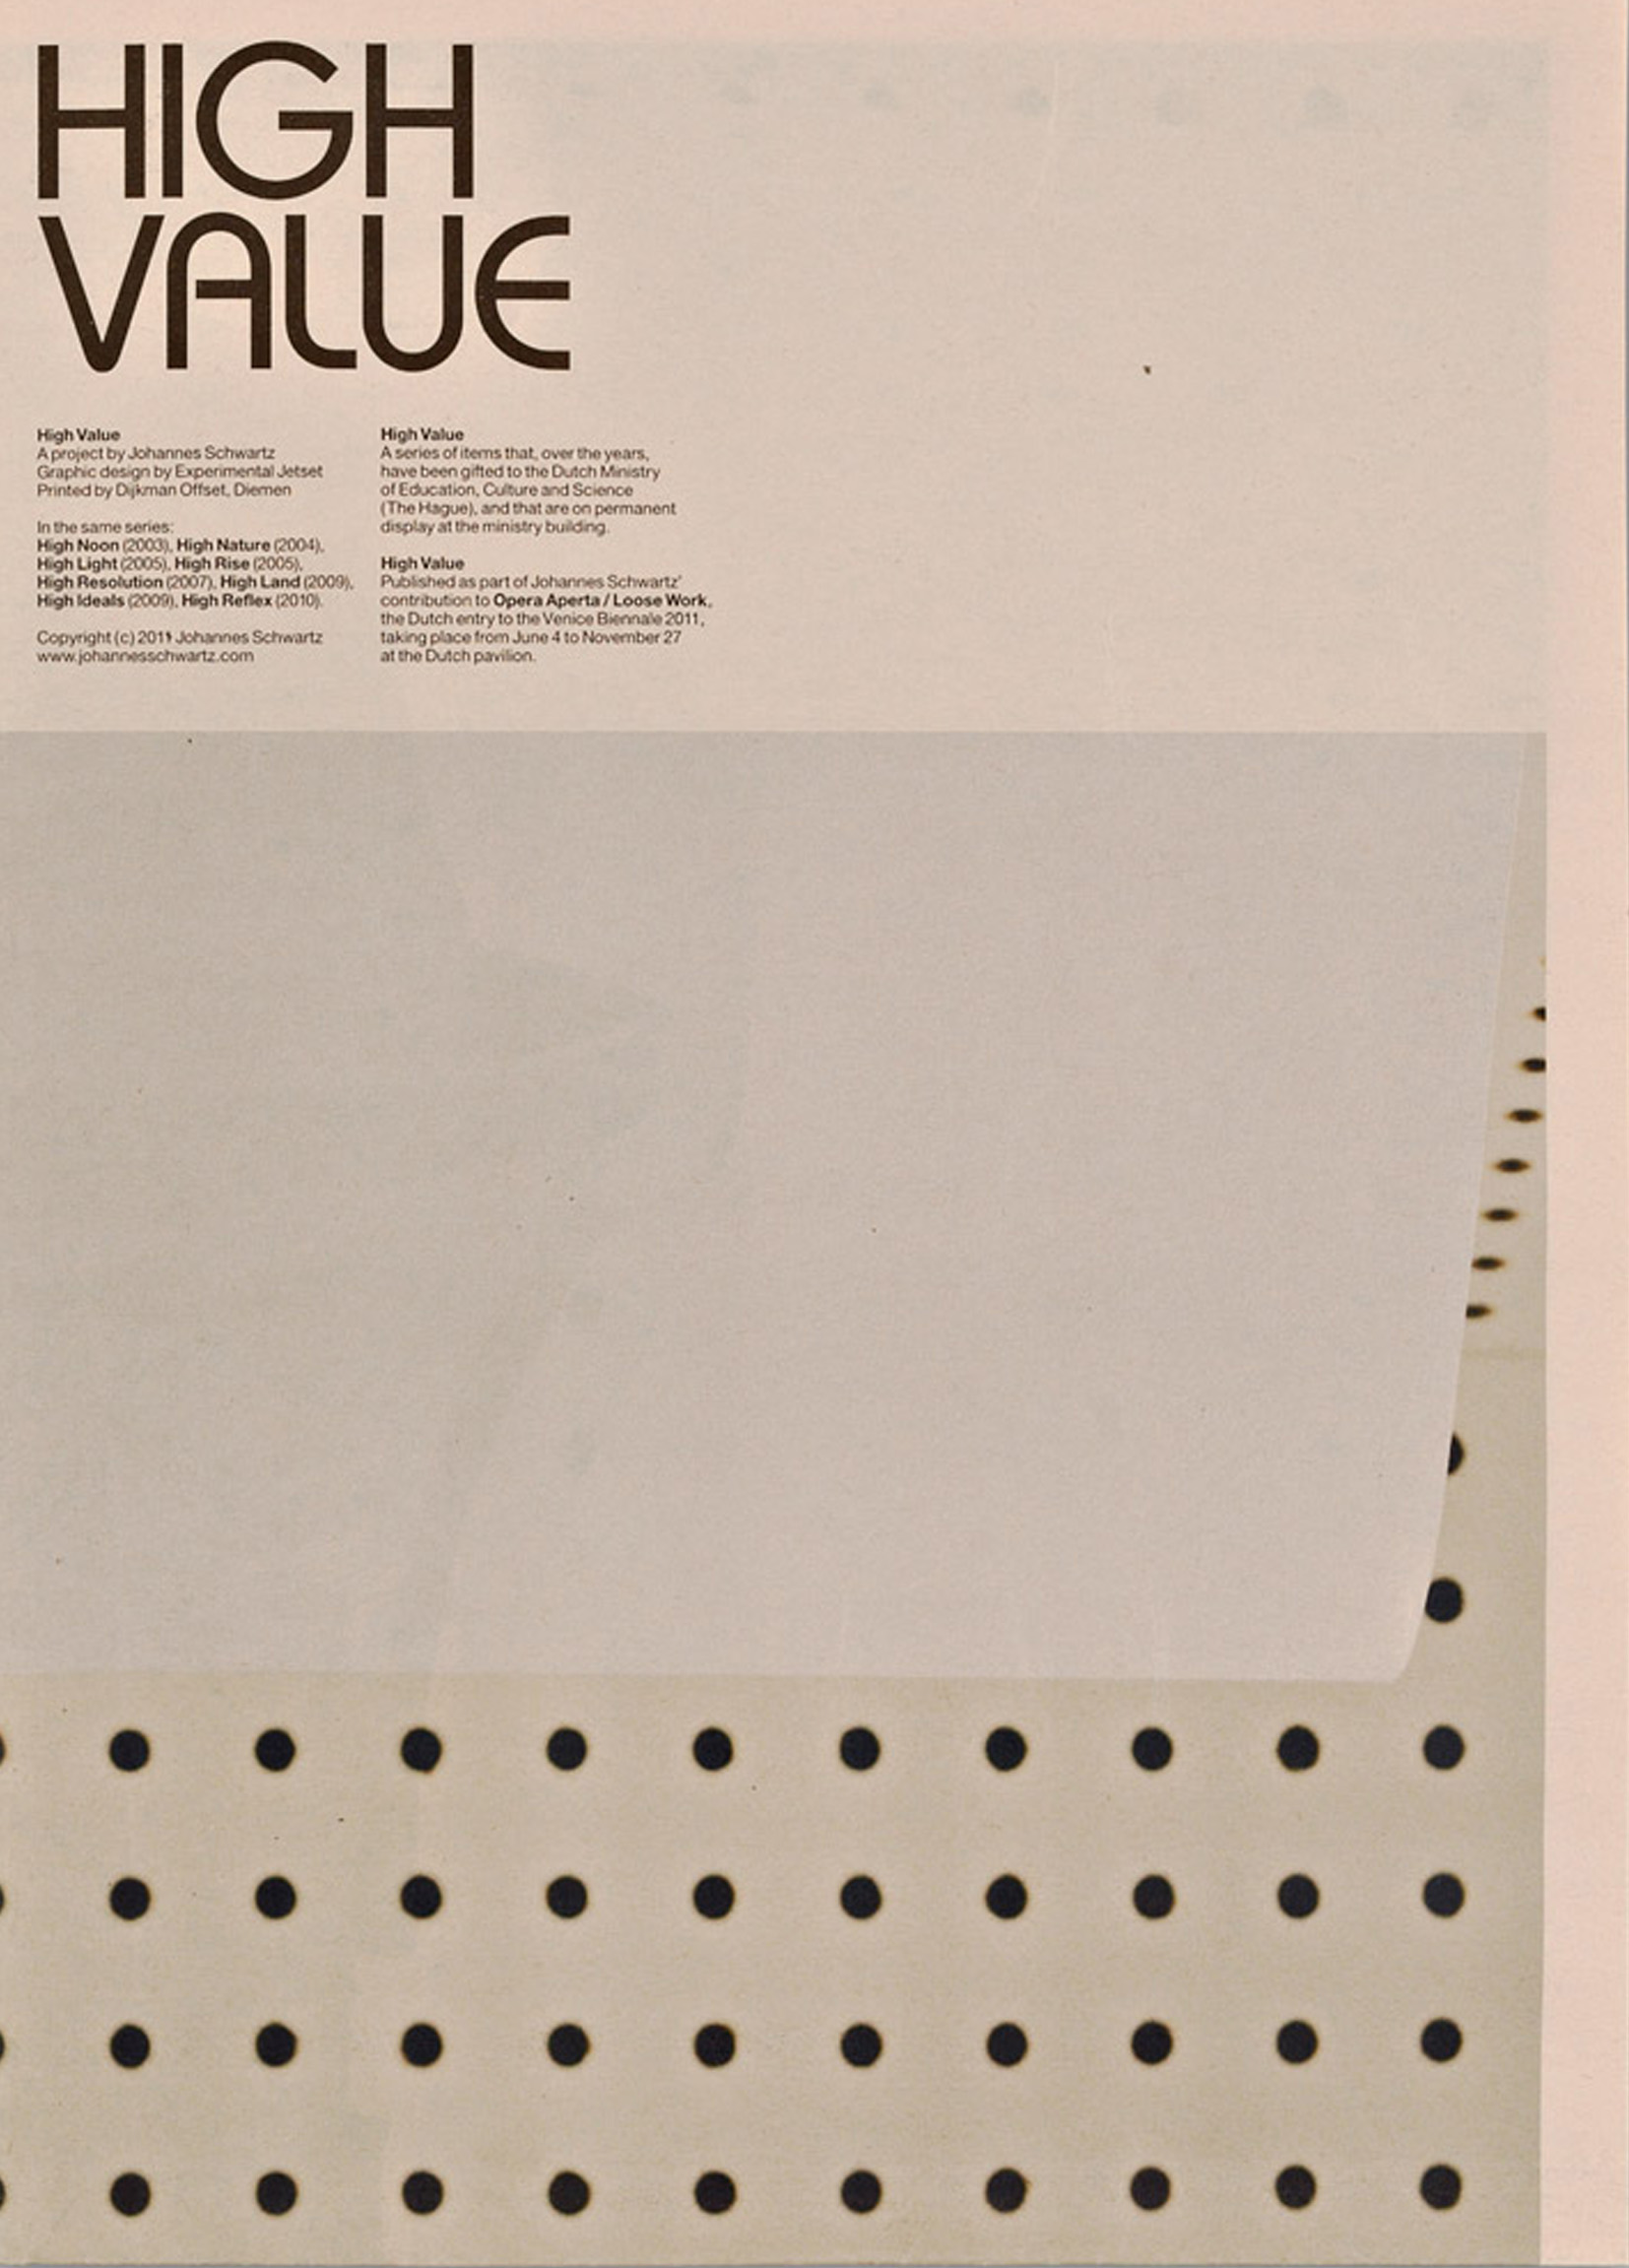 HIGH
VALUE
High Value
A project by Johannes Schwartz
Graphic design by Experimental Jetset
Printed by Dijkman Offset, Diemen
In the same series:
High Noon (2003), High Nature (2004),
High Light (2005), High Rise (2005),
High Resolution (2007), High Land (2009),
High Ideals (2009), High Reflex (2010).
Copyright (c) 2011 Johannes Schwartz
www.johannesschwartz.com
High Value
A series of items that, over the years,
have been gifted to the Dutch Ministry
of Education, Culture and Science
(The Hague), and that are on permanent
display at the ministry building.
High Value
Published as part of Johannes Schwartz'
contribution to Opera Aperta / Loose Work,
the Dutch entry to the Venice Biennale 2011,
taking place from June 4 to November 27
at the Dutch pavilion.